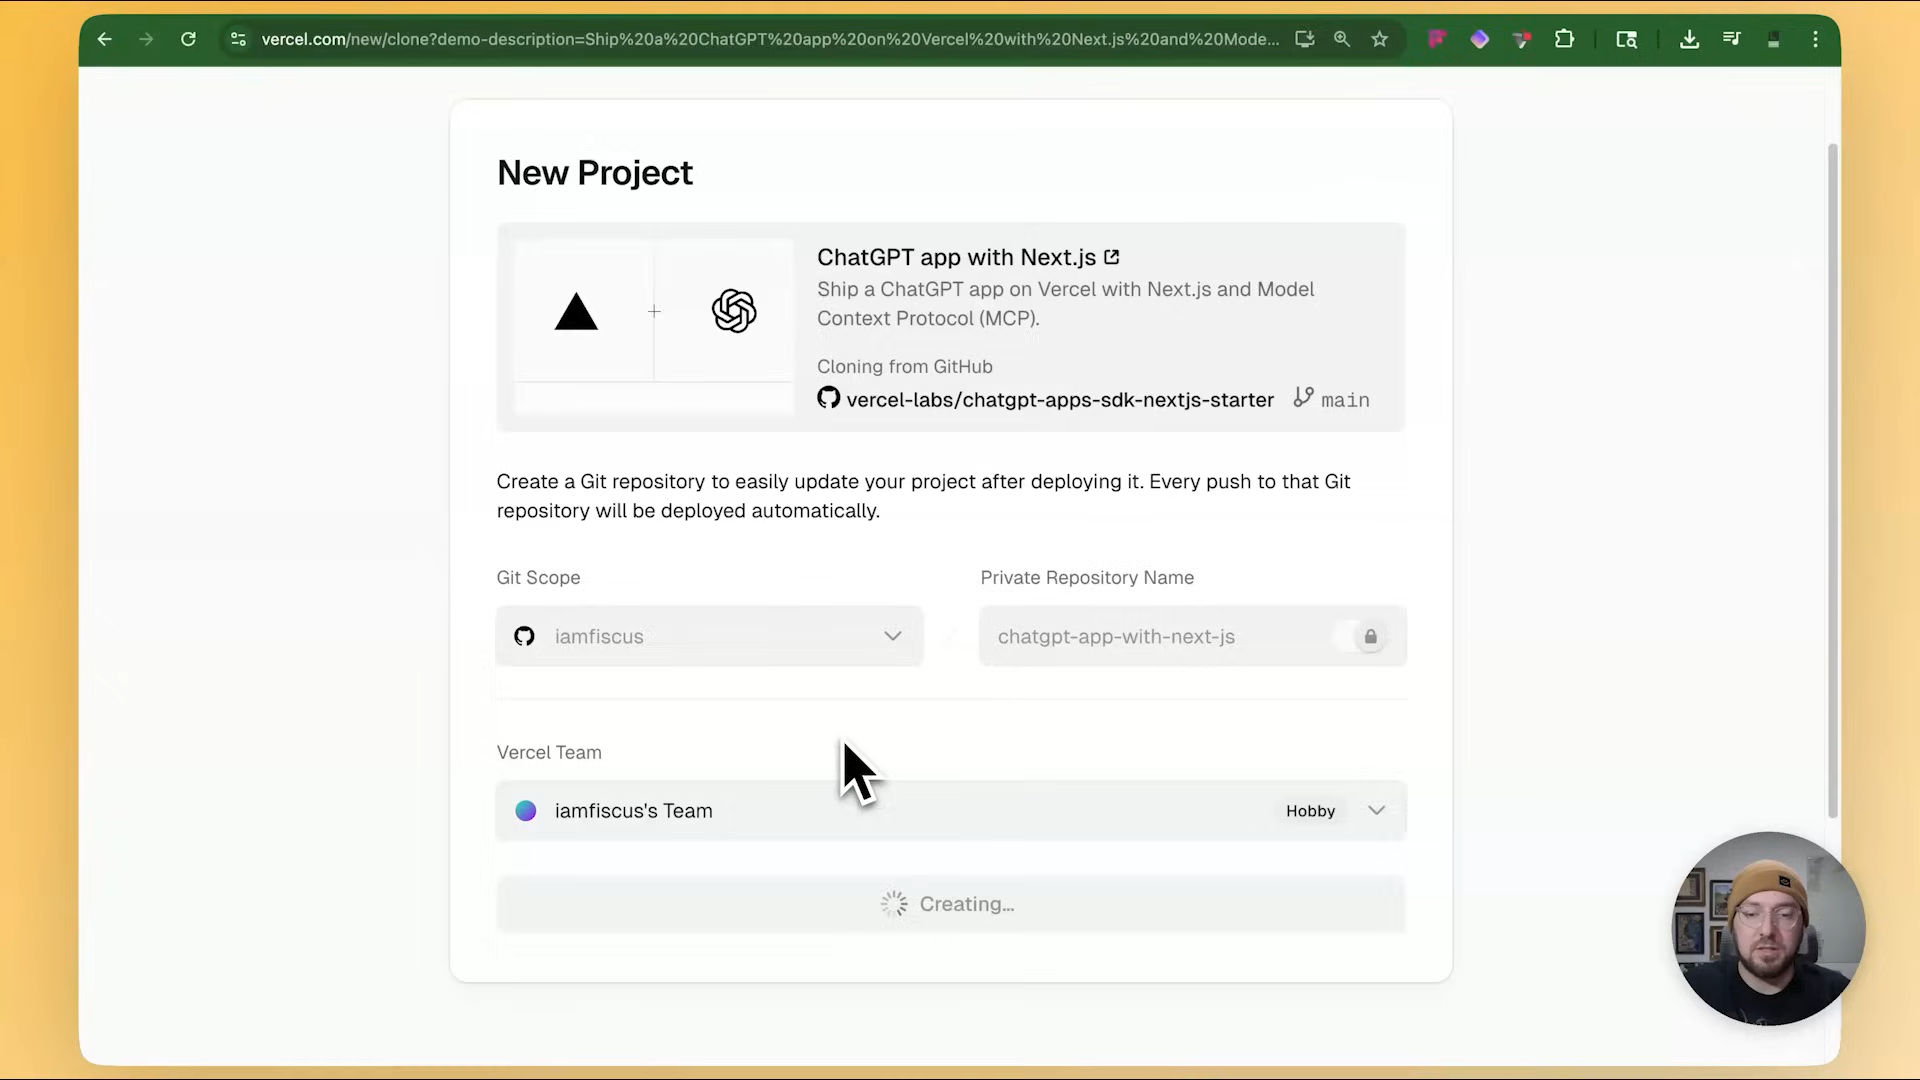 vercel.com/new/clone?demo-description=Ship%20a%20ChatGPT%20app%20on%20Vercel%20with%20Next.js%20and%20Mode...
New Project
ChatGPT app with Next.js
Ship a ChatGPT app on Vercel with Next.js and Model
Context Protocol (MCP).
Cloning from GitHub
vercel-labs/chatgpt-apps-sdk-nextjs-starter main
Create a Git repository to easily update your project after deploying it. Every push to that Git
repository will be deployed automatically.
Git Scope
Private Repository Name
iamfiscus
chatgpt-app-with-next-js
Vercel Team
iamfiscus's Team
Hobby
Creating...